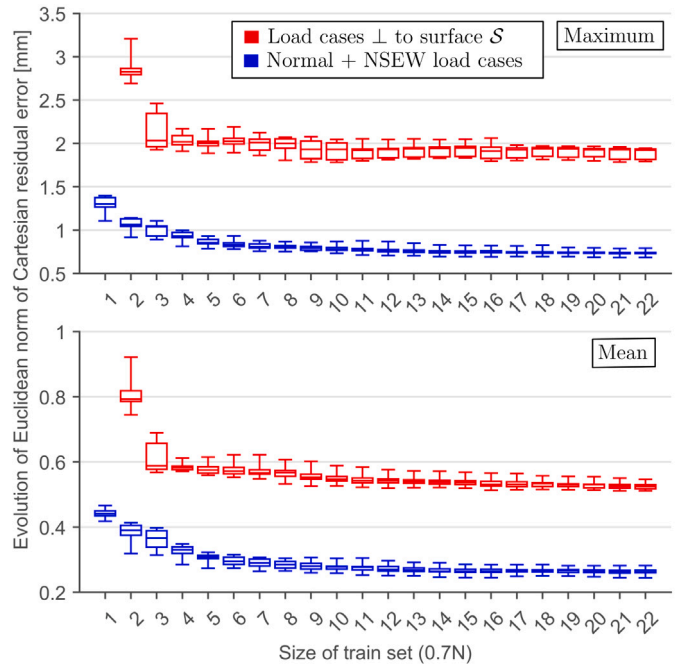 Evolution of Euclidean norm of Cartesian residual error [mm]
3.5
3
2.5
2
1.5
1
0.5
Load cases ⊥ to surface 𝒮
Normal + NSEW load cases
Maximum
1 2 3 4 5 6 7 8 9 10 11 12 13 14 15 16 17 18 19 20 21 22
1
0.8
0.6
0.4
0.2
Mean
1 2 3 4 5 6 7 8 9 10 11 12 13 14 15 16 17 18 19 20 21 22
Size of train set (0.7N)